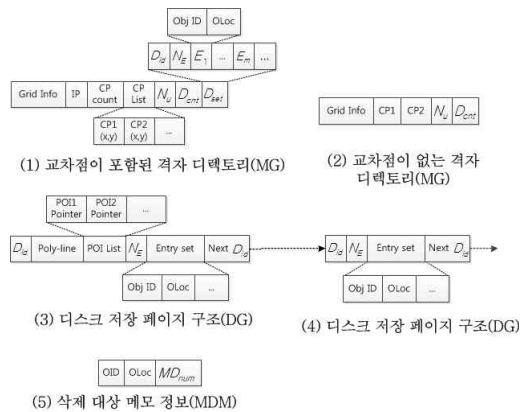 Obj ID OLoc
D_id N_E E_1 ... E_m ...
Grid Info IP CP count CP List N_U D_cnt D_set
CP1 (x,y) CP2 (x,y) ...
(1) 교차점이 포함된 격자 디렉토리(MG)
Grid Info CP1 CP2 N_U D_cnt
(2) 교차점이 없는 격자
디렉토리(MG)
POI1 Pointer POI2 Pointer ...
D_id Poly-line POI List N_E Entry set Next D_id
Obj ID OLoc ...
(3) 디스크 저장 페이지 구조(DG)
D_id N_E Entry set Next D_id
Obj ID OLoc ...
(4) 디스크 저장 페이지 구조(DG)
OID OLoc MD_num
(5) 삭제 대상 메모 정보(MDM)